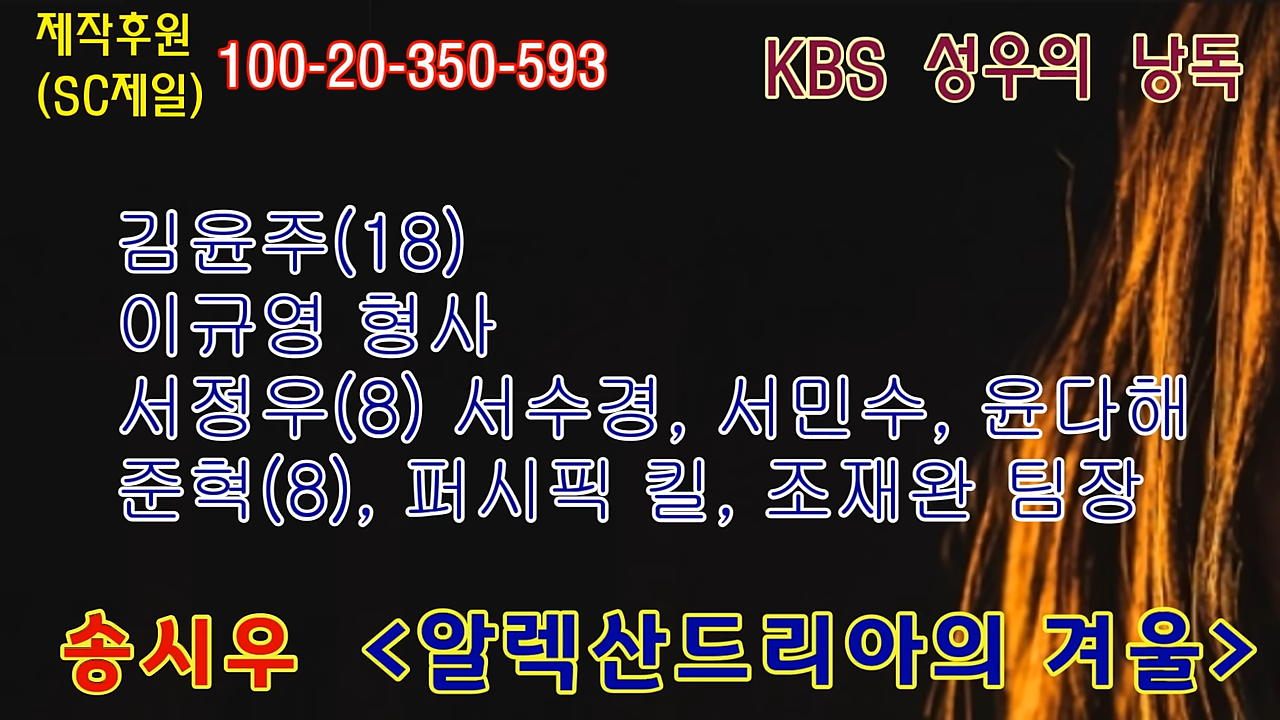 제작후원
(SC제일)
100-20-350-593
KBS 성우의 낭독
김윤주(18)
이규영 형사
서정우(8) 서수경, 서민수, 윤다해
준혁(8), 퍼시픽 킬, 조재완 팀장
송시우 <알렉산드리아의 겨울>